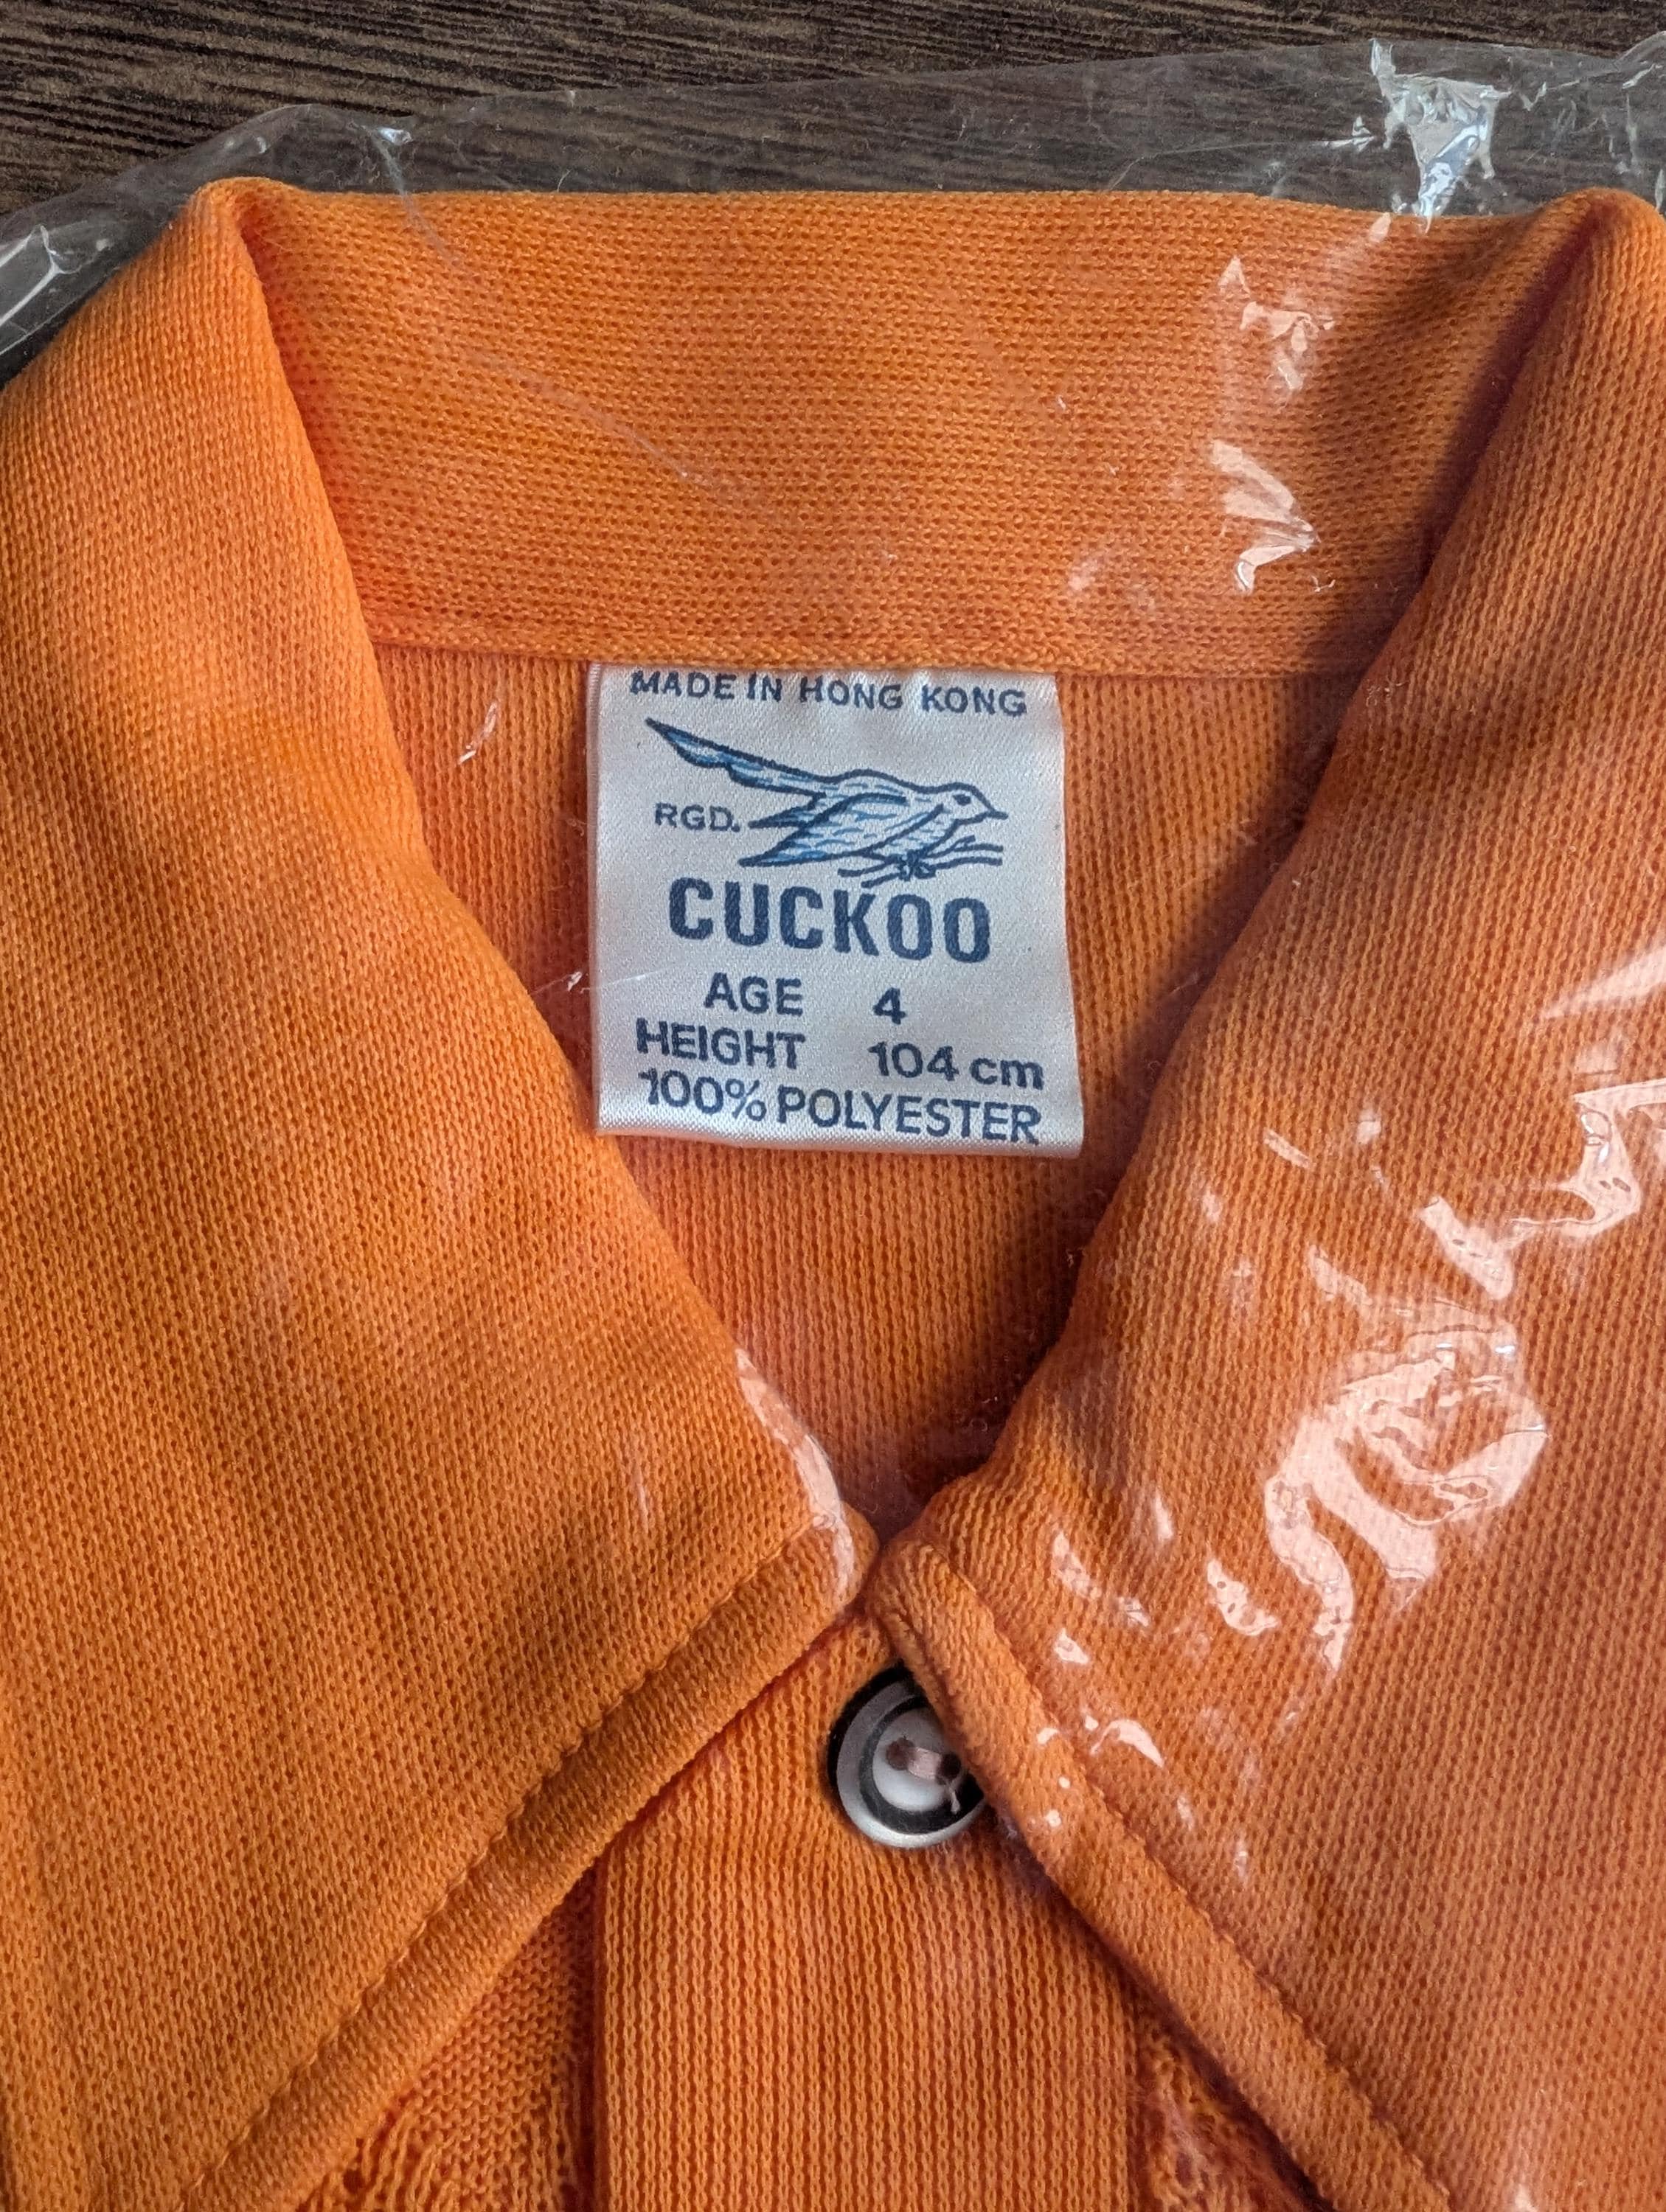 MADE IN HONG KONG
RGD.
CUCKOO
AGE 4
HEIGHT 104 cm
100% POLYESTER